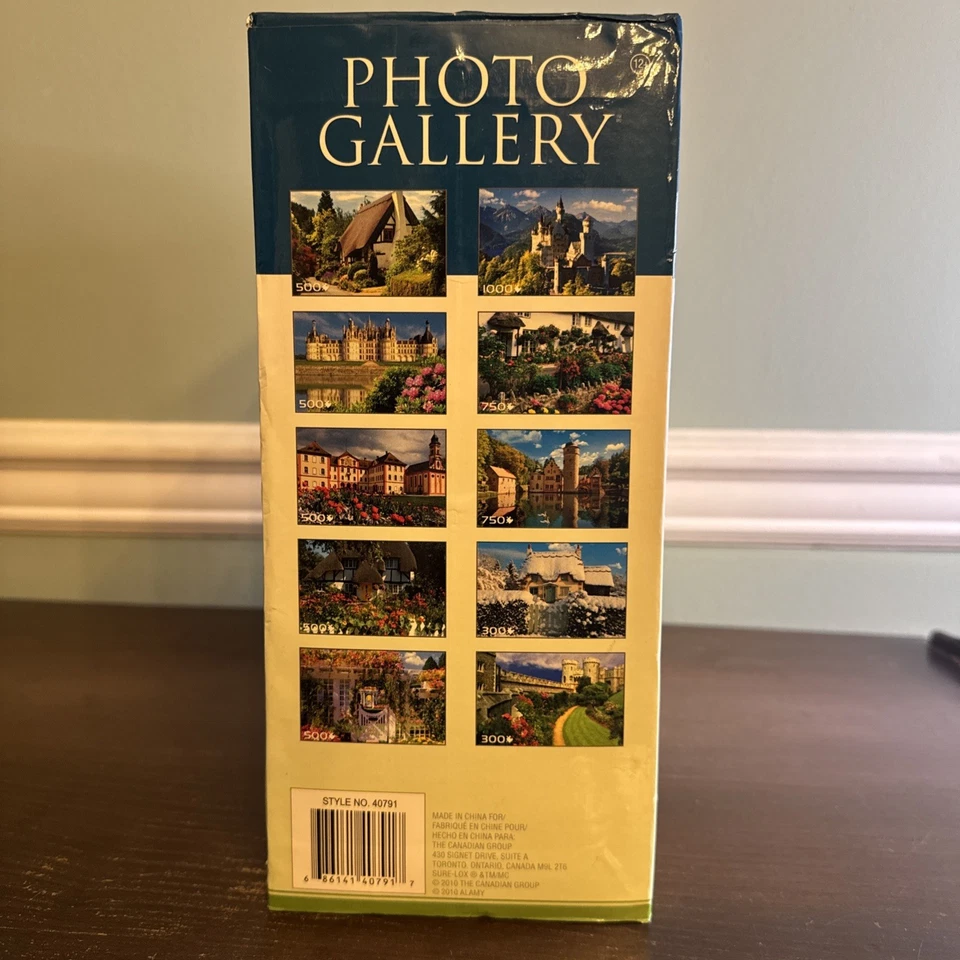 PHOTO
GALLERY
12+
500
1000
500
750
500
750
500
300
500
300
STYLE NO. 40791
6 86141 40791 7
MADE IN CHINA FOR/
FABRIQUÉ EN CHINE POUR/
HECHO EN CHINA PARA:
THE CANADIAN GROUP
430 SIGNET DRIVE, SUITE A
TORONTO, ONTARIO, CANADA M9L 2T6
SURE-LOX ® &TM/MC
© 2010 THE CANADIAN GROUP
© 2010 ALAMY